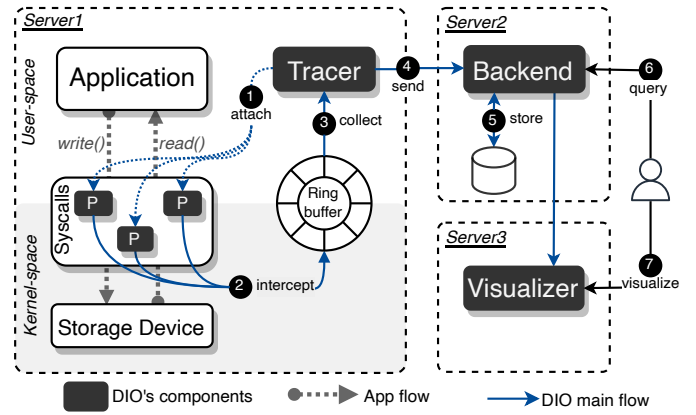 Server1
User-space
Application
write()
read()
1
attach
Tracer
4
send
3
collect
Syscalls
P
P
P
Ring
buffer
Kernel-space
2
intercept
Storage Device
Server2
Backend
5
store
6
query
Server3
Visualizer
7
visualize
DIO's components
App flow
DIO main flow